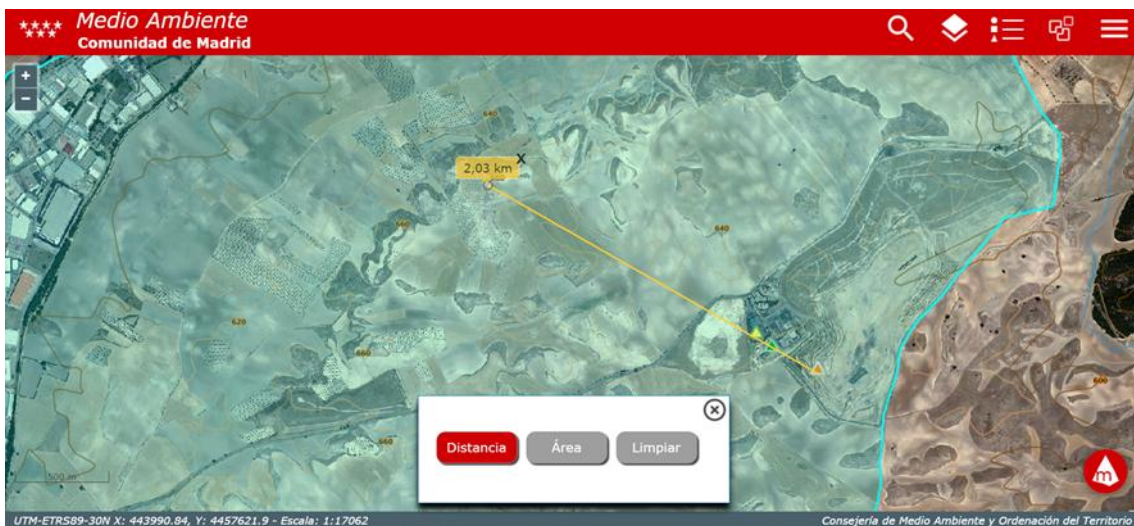 Medio Ambiente
Comunidad de Madrid
+
-
640
2,03 km
X
660
640
620
660
600
660
Distancia
Área
Limpiar
500 m
m
UTM-ETRS89-30N X: 443990.84, Y: 4457621.9 - Escala: 1:17062
Consejería de Medio Ambiente y Ordenación del Territorio